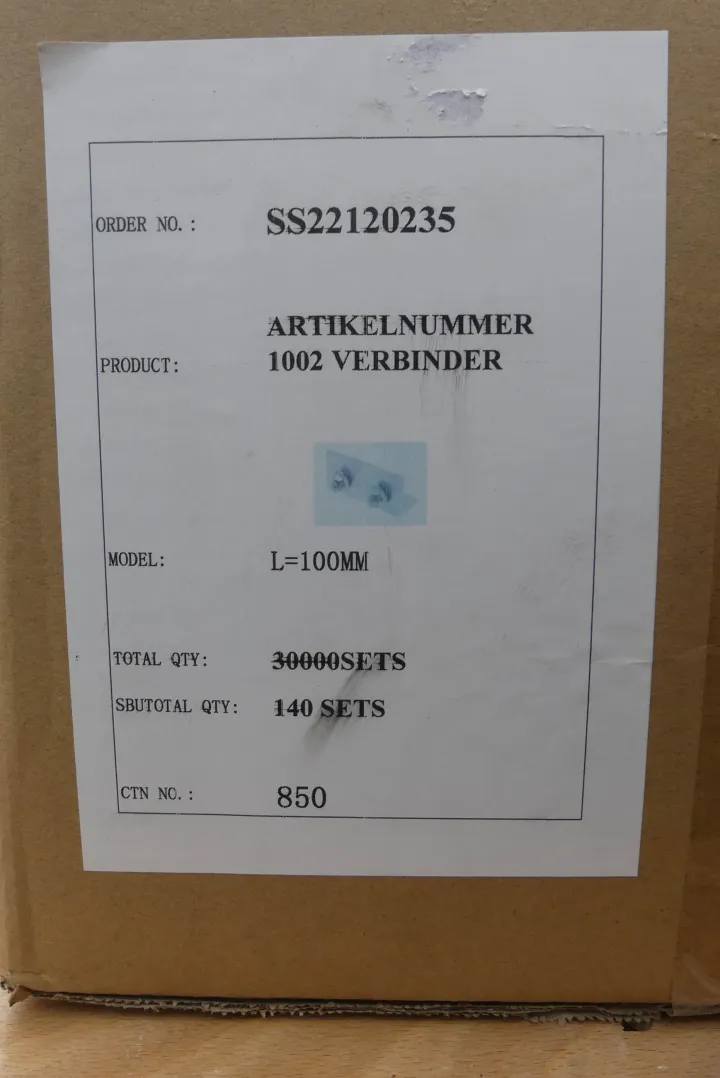 ORDER NO.: SS22120235
ARTIKELNUMMER
PRODUCT: 1002 VERBINDER
MODEL: L=100MM
TOTAL QTY: 30000SETS
SBUTOTAL QTY: 140 SETS
CTN NO.: 850